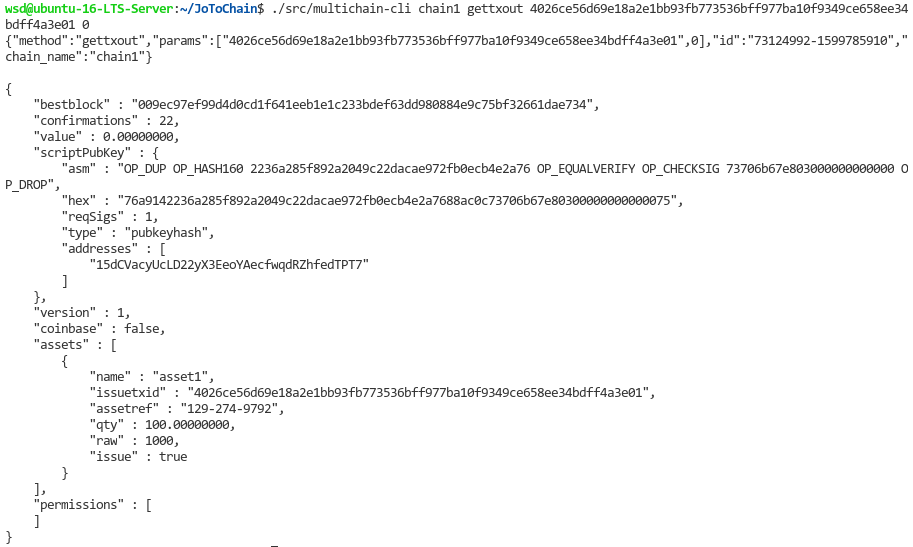 wsd@ubuntu-16-LTS-Server:~/JoToChain$ ./src/multichain-cli chain1 gettxout 4026ce56d69e18a2e1bb93fb773536bff977ba10f9349ce658ee34
bdff4a3e01 0
{"method":"gettxout","params":["4026ce56d69e18a2e1bb93fb773536bff977ba10f9349ce658ee34bdff4a3e01",0],"id":"73124992-1599785910","
chain_name":"chain1"}
{
"bestblock" : "009ec97ef99d4d0cd1f641eeb1e1c233bdef63dd980884e9c75bf32661dae734",
"confirmations" : 22,
"value" : 0.00000000,
"scriptPubKey" : {
"asm" : "OP_DUP OP_HASH160 2236a285f892a2049c22dacae972fb0ecb4e2a76 OP_EQUALVERIFY OP_CHECKSIG 73706b67e803000000000000 O
P_DROP",
"hex" : "76a9142236a285f892a2049c22dacae972fb0ecb4e2a7688ac0c73706b67e80300000000000075",
"reqSigs" : 1,
"type" : "pubkeyhash",
"addresses" : [
"15dCVacyUcLD22yX3EeoYAecfwqdRZhfedTPT7"
]
},
"version" : 1,
"coinbase" : false,
"assets" : [
{
"name" : "asset1",
"issuetxid" : "4026ce56d69e18a2e1bb93fb773536bff977ba10f9349ce658ee34bdff4a3e01",
"assetref" : "129-274-9792",
"qty" : 100.00000000,
"raw" : 1000,
"issue" : true
}
],
"permissions" : [
]
}